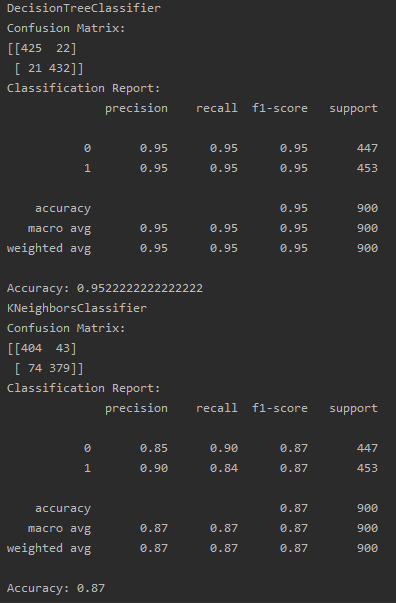 DecisionTreeClassifier
Confusion Matrix:
[[425  22]
 [ 21 432]]
Classification Report:
              precision    recall  f1-score   support

           0       0.95      0.95      0.95       447
           1       0.95      0.95      0.95       453

    accuracy                           0.95       900
   macro avg       0.95      0.95      0.95       900
weighted avg       0.95      0.95      0.95       900

Accuracy: 0.9522222222222222
KNeighborsClassifier
Confusion Matrix:
[[404  43]
 [ 74 379]]
Classification Report:
              precision    recall  f1-score   support

           0       0.85      0.90      0.87       447
           1       0.90      0.84      0.87       453

    accuracy                           0.87       900
   macro avg       0.87      0.87      0.87       900
weighted avg       0.87      0.87      0.87       900

Accuracy: 0.87